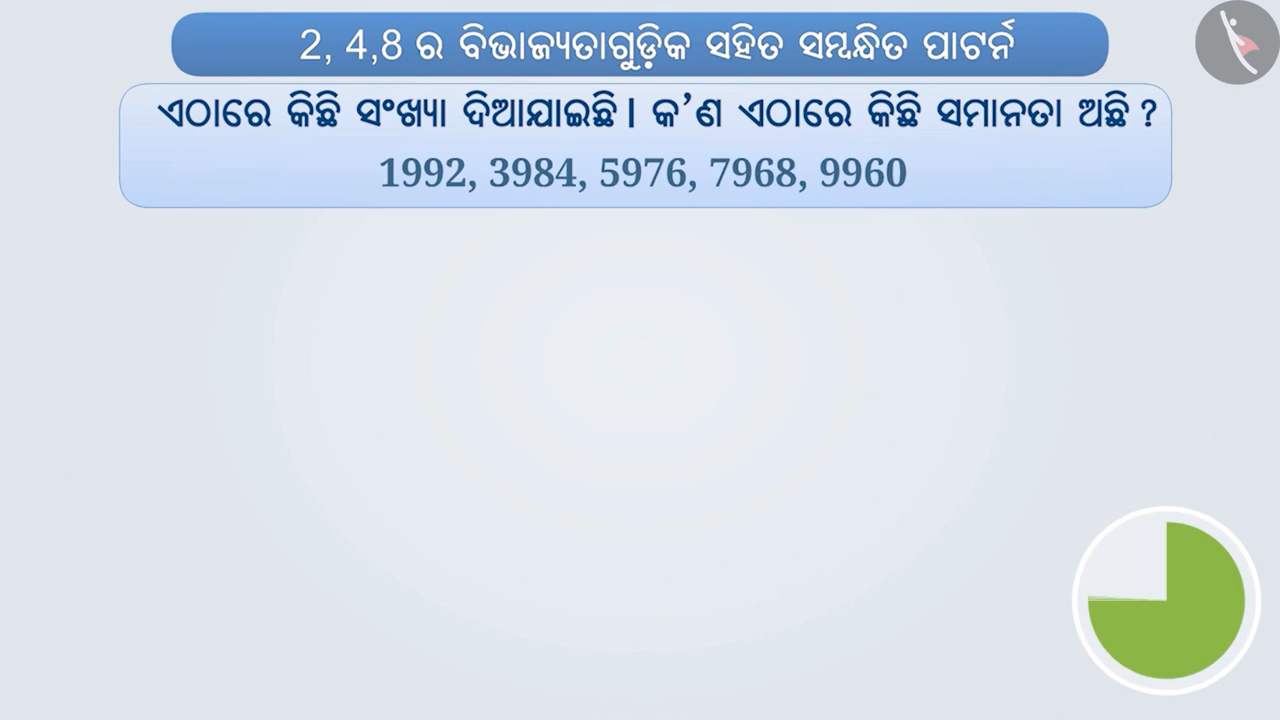 2, 4,8 ର ବିଭାଜ୍ୟତାଗୁଡ଼ିକ ସହିତ ସମ୍ବନ୍ଧିତ ପାଟର୍ନ
ଏଠାରେ କିଛି ସଂଖ୍ୟା ଦିଆଯାଇଛି। କ’ଣ ଏଠାରେ କିଛି ସମାନତା ଅଛି ?
1992, 3984, 5976, 7968, 9960